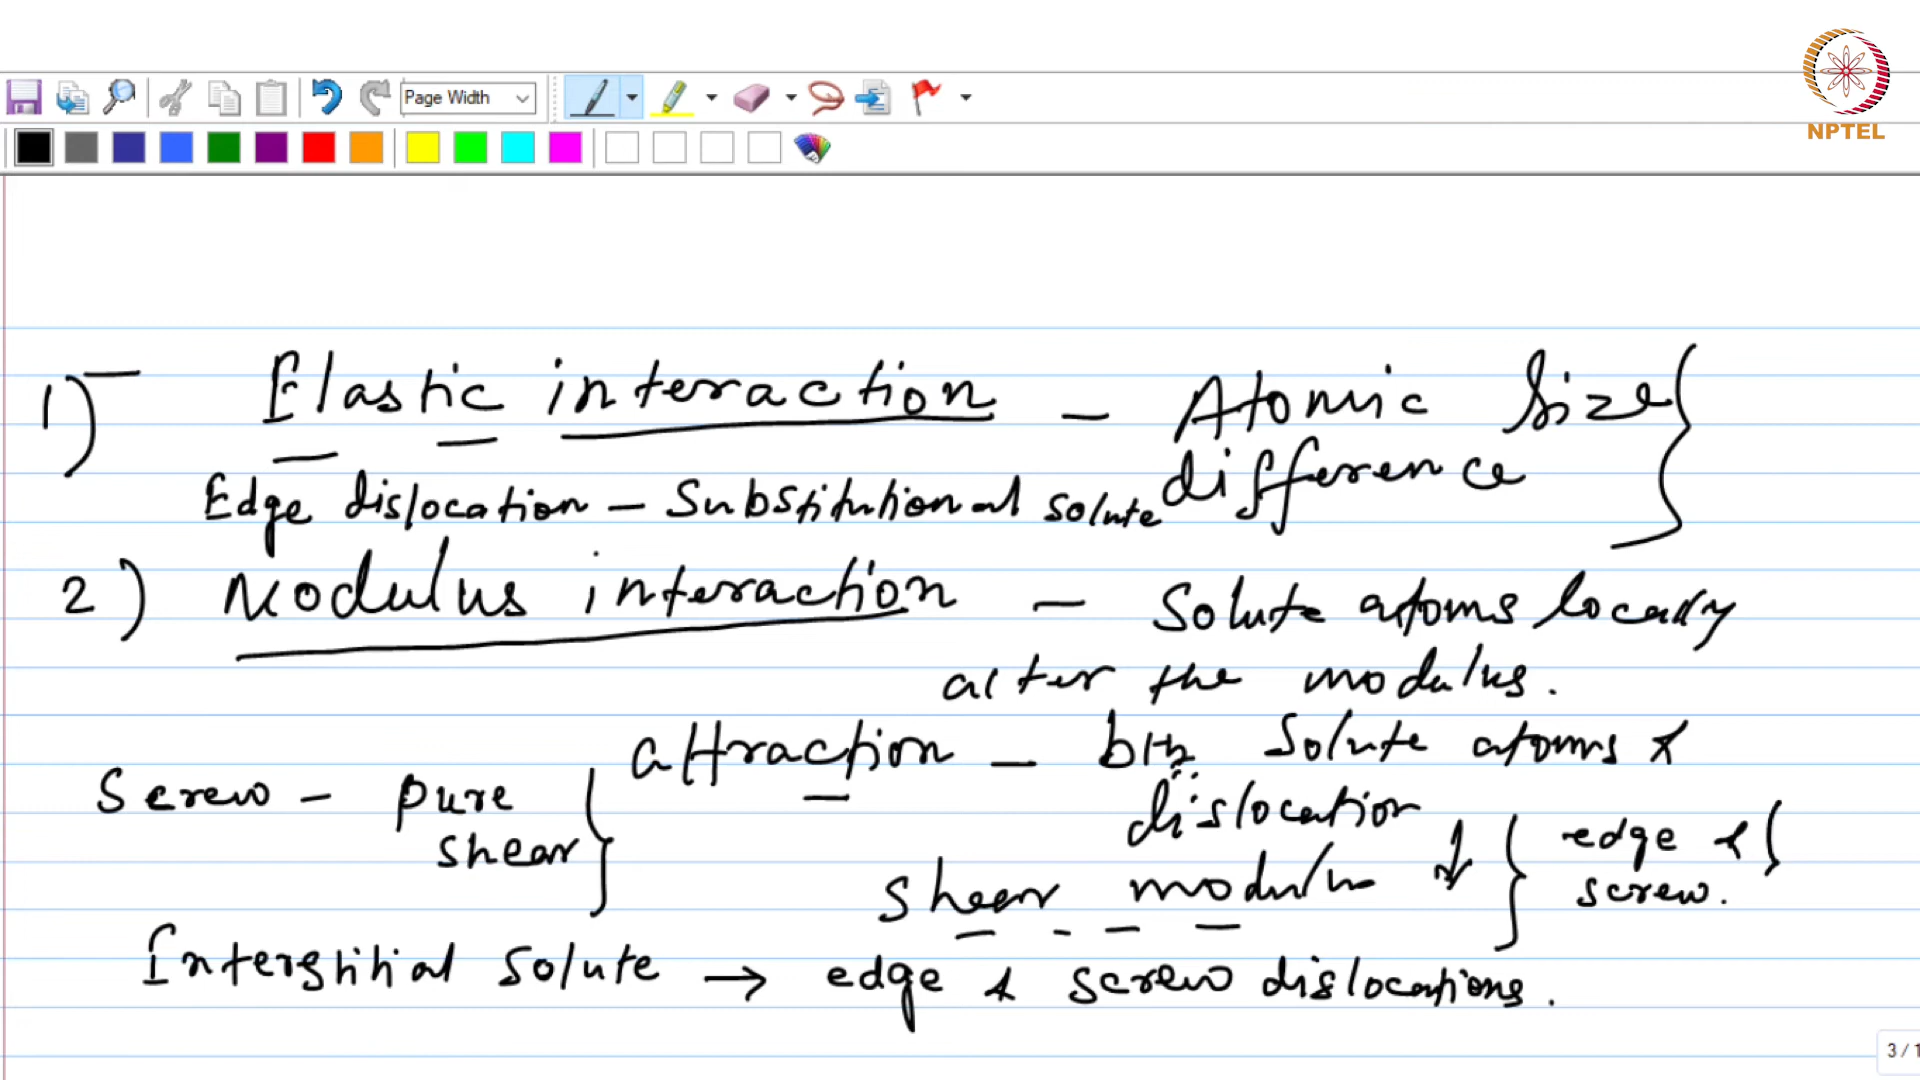 NPTEL
Page Width
1) Elastic interaction - Atomic Size
difference
Edge dislocation - Substitutional solute
2) Modulus interaction - Solute atoms locally
alter the modulus.
attraction - btn solute atoms &
dislocation
Screw - pure
shear
shear modulus ↓ } edge &
screw.
Interstitial solute → edge & screw dislocations.
3/1